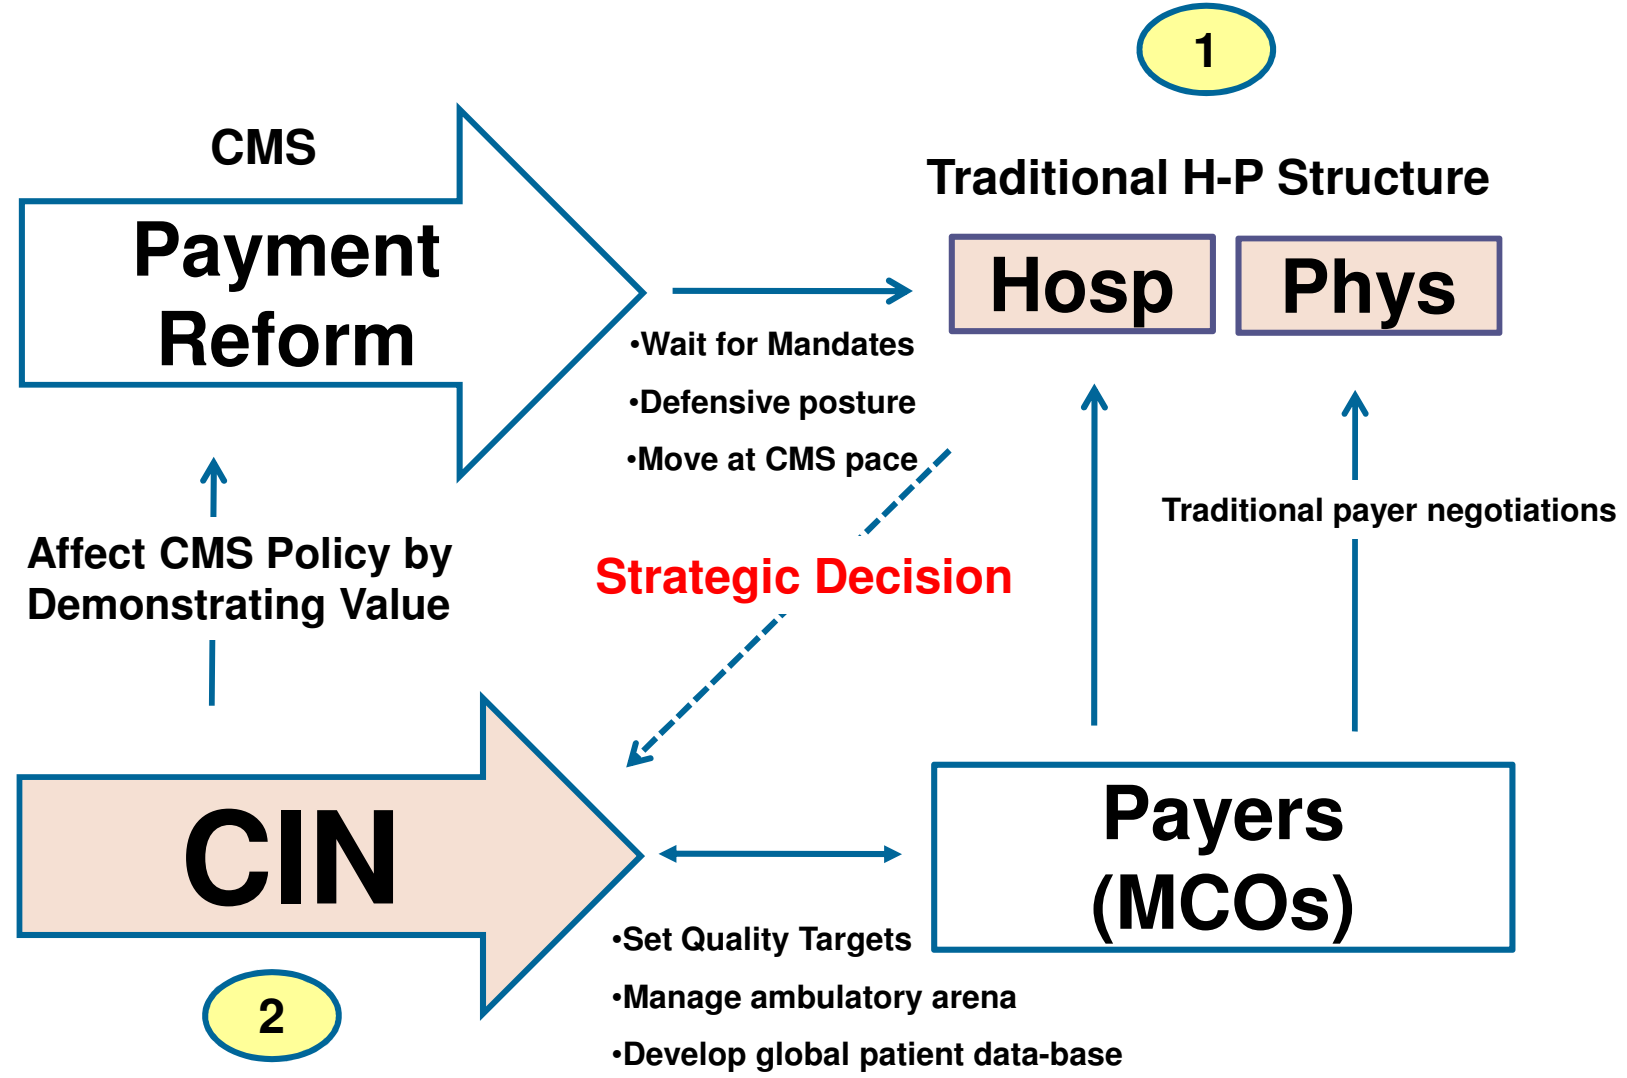 1
CMS
Traditional H-P Structure
Payment
Reform
Hosp
Phys
•Wait for Mandates
•Defensive posture
•Move at CMS pace
Traditional payer negotiations
Affect CMS Policy by
Demonstrating Value
Strategic Decision
CIN
Payers
(MCOs)
•Set Quality Targets
•Manage ambulatory arena
•Develop global patient data-base
2